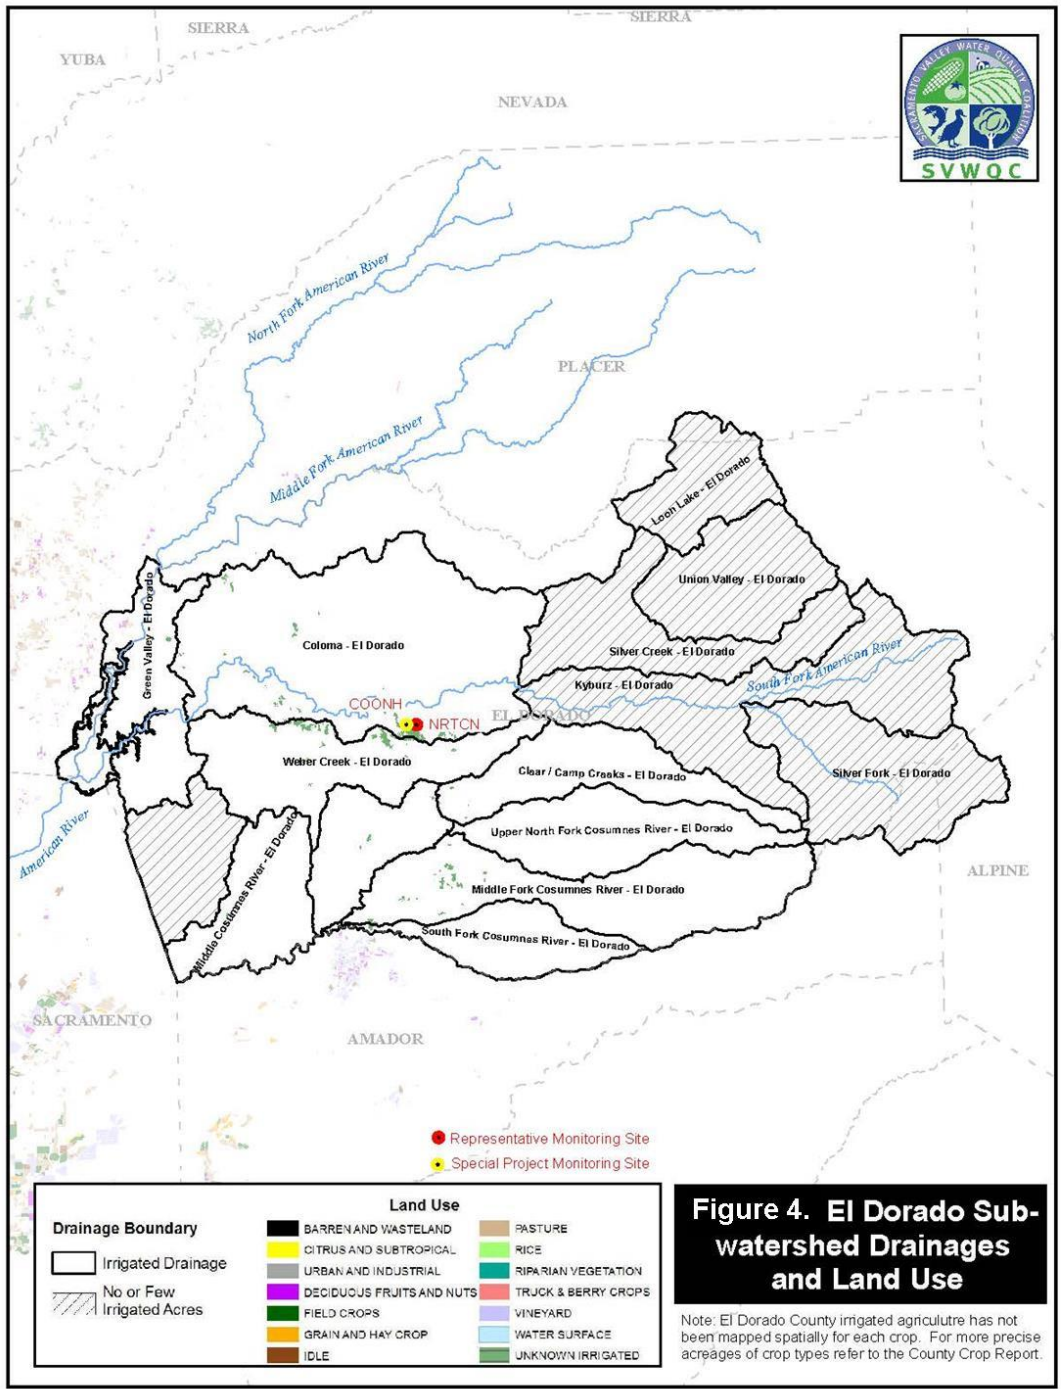 SIERRA
SIERRA
YUBA
NEVADA
SACRAMENTO VALLEY WATER QUALITY COALITION
SVWQC
North Fork American River
PLACER
Middle Fork American River
Loon Lake - El Dorado
Green Valley - El Dorado
Union Valley - El Dorado
Coloma - El Dorado
Silver Creek - El Dorado
South Fork American River
Kyburz - El Dorado
COONH
NRTCN
EL DORADO
Weber Creek - El Dorado
Clear / Camp Creeks - El Dorado
Silver Fork - El Dorado
American River
Upper North Fork Cosumnes River - El Dorado
Middle Cosumnes River - El Dorado
ALPINE
Middle Fork Cosumnes River - El Dorado
South Fork Cosumnes River - El Dorado
SACRAMENTO
AMADOR
Representative Monitoring Site
Special Project Monitoring Site
Drainage Boundary
Irrigated Drainage
No or Few
Irrigated Acres
Land Use
BARREN AND WASTELAND
CITRUS AND SUBTROPICAL
URBAN AND INDUSTRIAL
DECIDUOUS FRUITS AND NUTS
FIELD CROPS
GRAIN AND HAY CROP
IDLE
PASTURE
RICE
RIPARIAN VEGETATION
TRUCK & BERRY CROPS
VINEYARD
WATER SURFACE
UNKNOWN IRRIGATED
Figure 4. El Dorado Sub-
watershed Drainages
and Land Use
Note: El Dorado County irrigated agriculutre has not
been mapped spatially for each crop. For more precise
acreages of crop types refer to the County Crop Report.